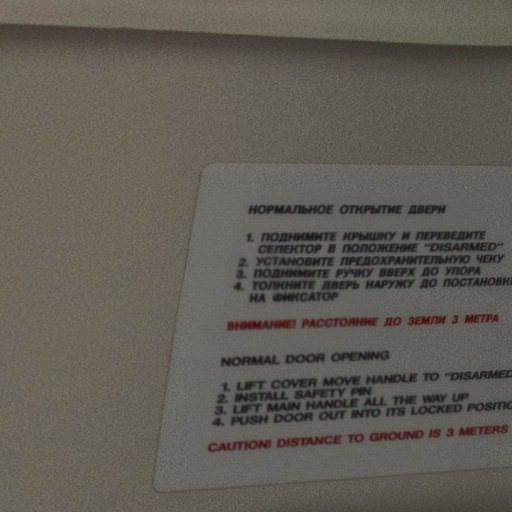 НОРМАЛЬНОЕ ОТКРЫТИЕ ДВЕРИ
1. ПОДНИМИТЕ КРЫШКУ И ПЕРЕВЕДИТЕ
СЕЛЕКТОР В ПОЛОЖЕНИЕ "DISARMED"
2. УСТАНОВИТЕ ПРЕДОХРАНИТЕЛЬНУЮ ЧЕКУ
3. ПОДНИМИТЕ РУЧКУ ВВЕРХ ДО УПОРА
4. ТОЛКНИТЕ ДВЕРЬ НАРУЖУ ДО ПОСТАНОВКИ
НА ФИКСАТОР
ВНИМАНИЕ! РАССТОЯНИЕ ДО ЗЕМЛИ 3 МЕТРА
NORMAL DOOR OPENING
1. LIFT COVER MOVE HANDLE TO "DISARMED
2. INSTALL SAFETY PIN
3. LIFT MAIN HANDLE ALL THE WAY UP
4. PUSH DOOR OUT INTO ITS LOCKED POSITIO
CAUTION! DISTANCE TO GROUND IS 3 METERS